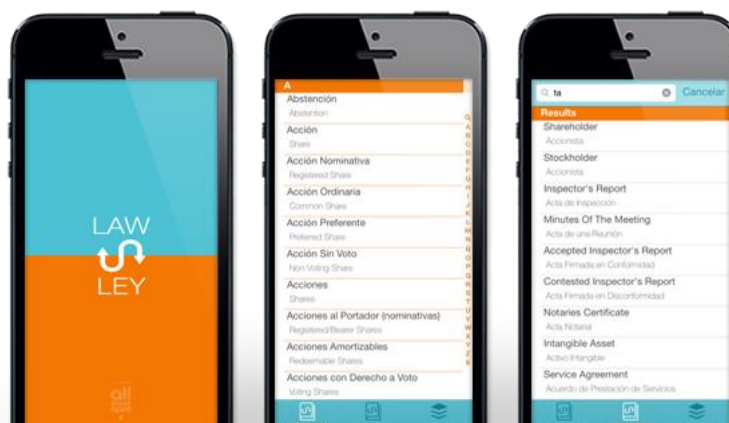 LAW
LEY
all
A
Abstención
Abstention
Acción
Share
Acción Nominativa
Registered Share
Acción Ordinaria
Common Share
Acción Preferente
Preferred Share
Acción Sin Voto
Non-Voting Share
Acciones
Shares
Acciones al Portador (nominativas)
Registered/Bearer Shares
Acciones Amortizables
Redeemable Shares
Acciones con Derecho a Voto
Voting Shares
A
B
C
D
E
F
G
H
I
J
K
L
M
N
O
P
Q
R
S
T
U
V
W
X
Y
Z
#
ta
Cancelar
Results
Shareholder
Accionista
Stockholder
Accionista
Inspector's Report
Acta de Inspección
Minutes Of The Meeting
Acta de una Reunión
Accepted Inspector's Report
Acta Firmada en Conformidad
Contested Inspector's Report
Acta Firmada en Disconformidad
Notaries Certificate
Acta Notarial
Intangible Asset
Activo Intangible
Service Agreement
Acuerdo de Prestación de Servicios